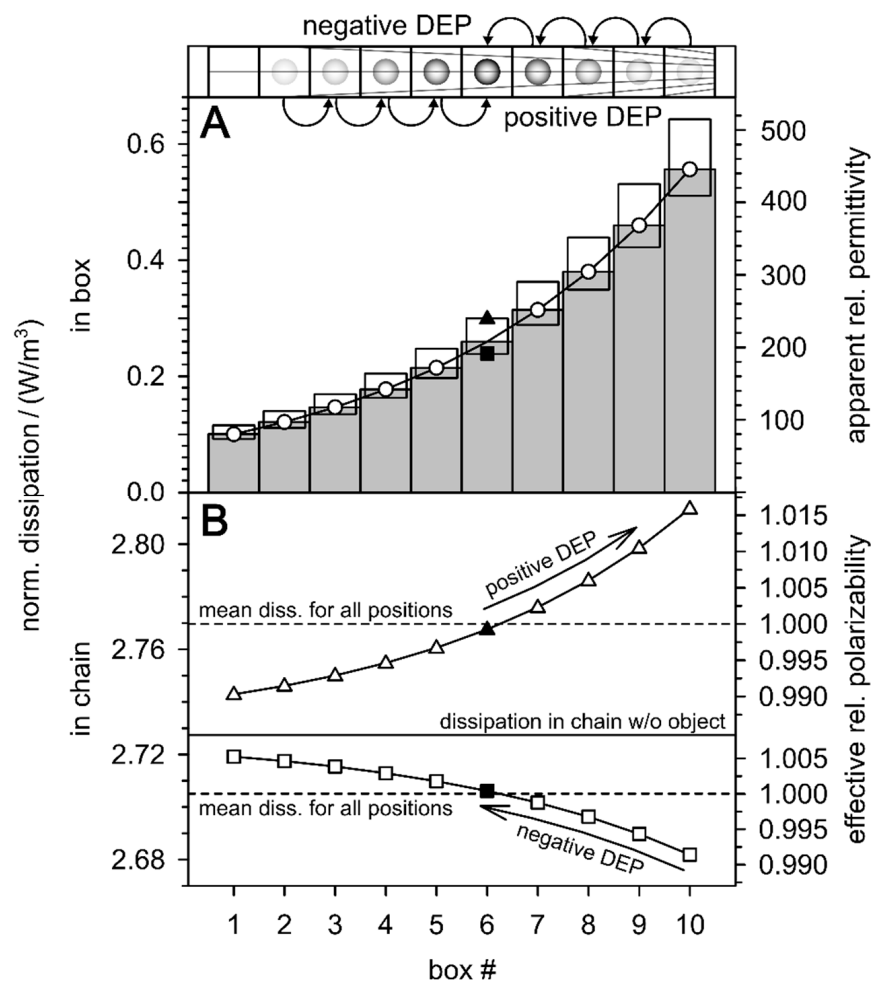 negative DEP
positive DEP
A
0.6
0.4
0.2
0.0
in box
500
400
300
200
100
apparent rel. permittivity
norm. dissipation / (W/m³)
B
2.80
2.76
2.72
2.68
in chain
positive DEP
mean diss. for all positions
dissipation in chain w/o object
mean diss. for all positions
negative DEP
1.015
1.010
1.005
1.000
0.995
0.990
1.005
1.000
0.995
0.990
effective rel. polarizability
1 2 3 4 5 6 7 8 9 10
box #